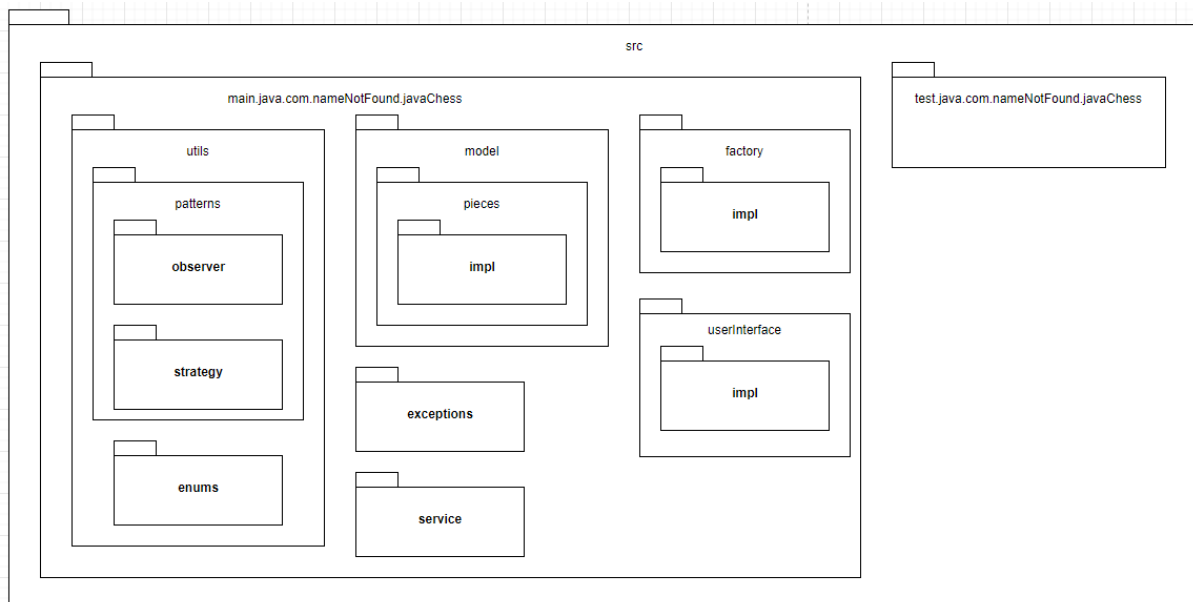 src
main.java.com.nameNotFound.javaChess
test.java.com.nameNotFound.javaChess
utils
model
factory
patterns
pieces
impl
observer
impl
userInterface
strategy
impl
exceptions
enums
service